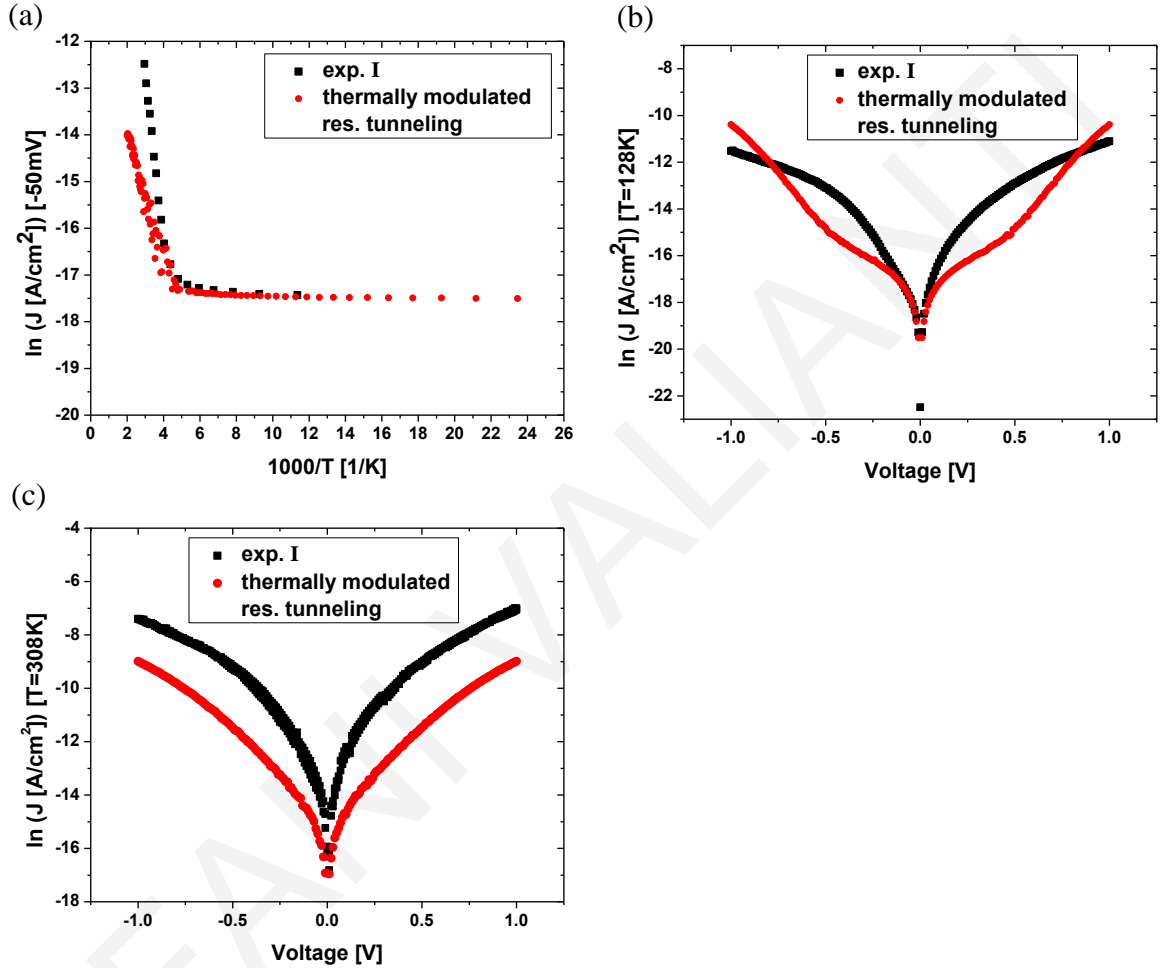 (a)
-12
-13
-14
-15
-16
-17
-18
-19
-20
0 2 4 6 8 10 12 14 16 18 20 22 24 26
ln (J [A/cm²]) [-50mV]
1000/T [1/K]
exp. I
thermally modulated
res. tunneling
(b)
-8
-10
-12
-14
-16
-18
-20
-22
-1.0 -0.5 0.0 0.5 1.0
ln (J [A/cm²]) [T=128K]
Voltage [V]
exp. I
thermally modulated
res. tunneling
(c)
-4
-6
-8
-10
-12
-14
-16
-18
-1.0 -0.5 0.0 0.5 1.0
ln (J [A/cm²]) [T=308K]
Voltage [V]
exp. I
thermally modulated
res. tunneling
EANI VALIANTI